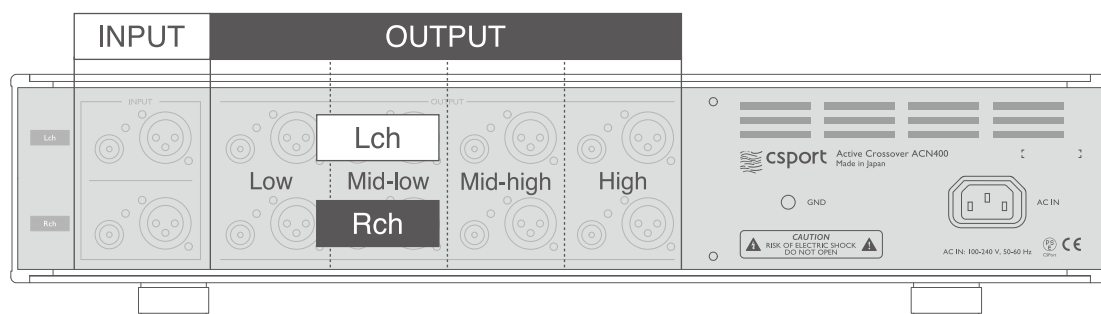 INPUT OUTPUT
INPUT OUTPUT
Lch Lch
Low Mid-low Mid-high High
Rch Rch
csport Active Crossover ACN400
Made in Japan
GND
AC IN
CAUTION
RISK OF ELECTRIC SHOCK
DO NOT OPEN
AC IN: 100-240 V, 50-60 Hz
PS
E
CE